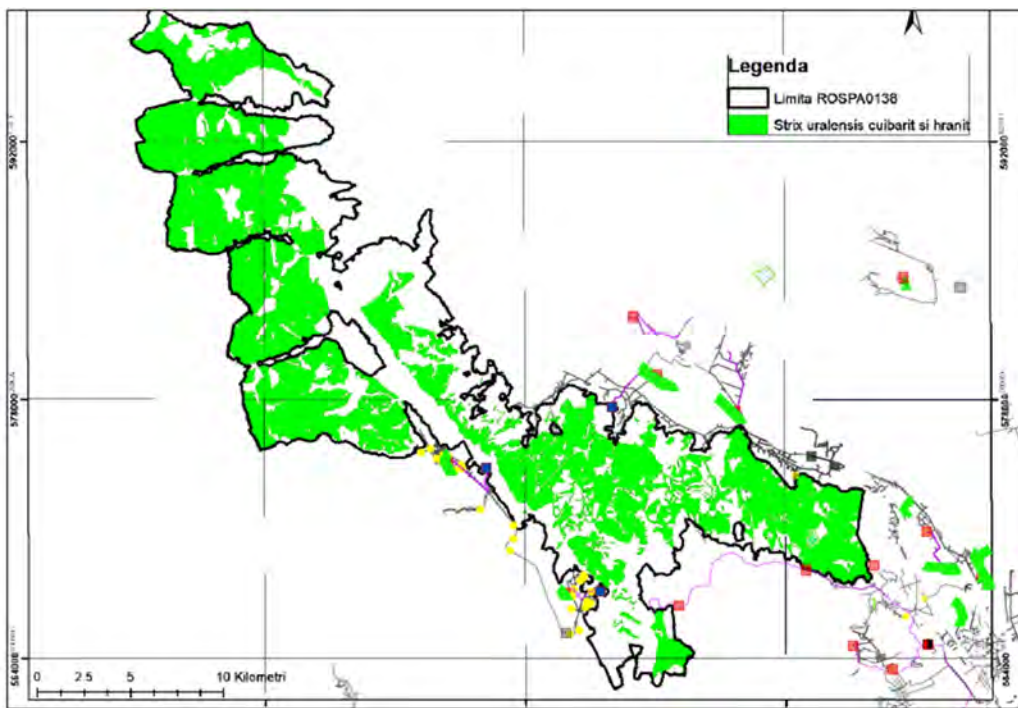 Legenda
Limita ROSPA0138
Strix uralensis cuibarit si hranit
592000
592000
578000
578000
564000
564000
0 2.5 5 10 Kilometri